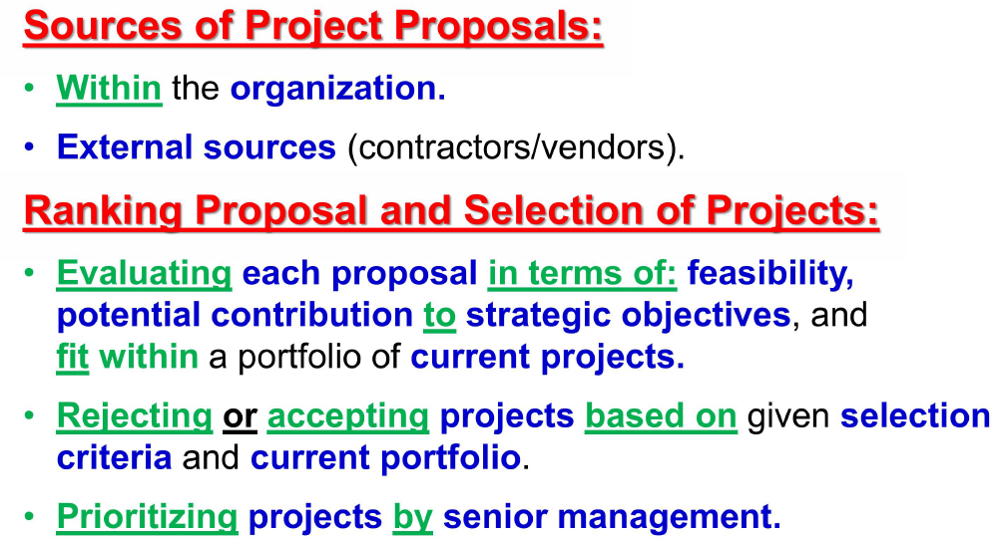 Sources of Project Proposals:
• Within the organization.
• External sources (contractors/vendors).
Ranking Proposal and Selection of Projects:
• Evaluating each proposal in terms of: feasibility,
potential contribution to strategic objectives, and
fit within a portfolio of current projects.
• Rejecting or accepting projects based on given selection
criteria and current portfolio.
• Prioritizing projects by senior management.